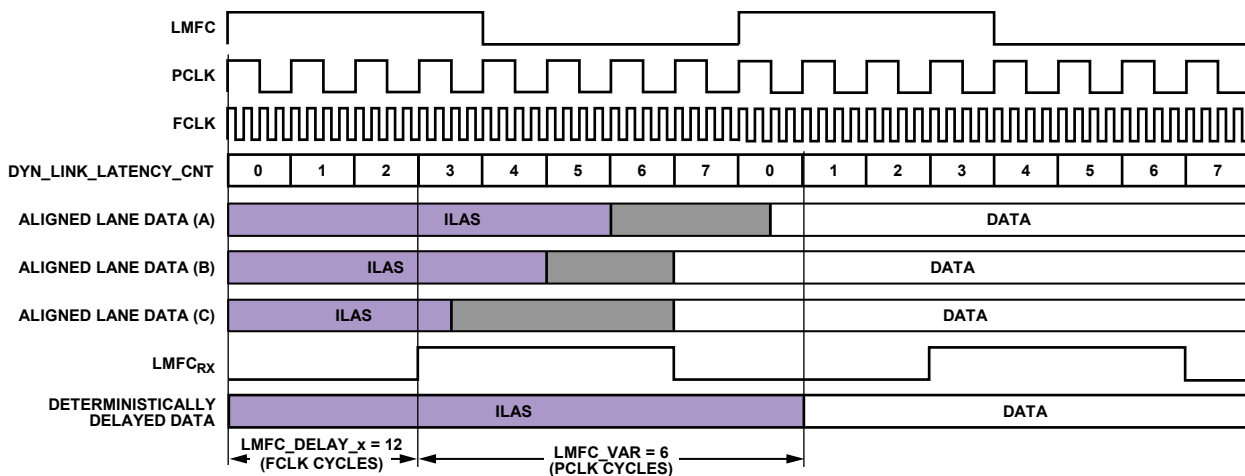 LMFC
PCLK
FCLK
DYN_LINK_LATENCY_CNT 0 1 2 3 4 5 6 7 0 1 2 3 4 5 6 7
ALIGNED LANE DATA (A) ILAS DATA
ALIGNED LANE DATA (B) ILAS DATA
ALIGNED LANE DATA (C) ILAS DATA
LMFCRX
DETERMINISTICALLY
DELAYED DATA ILAS DATA
LMFC_DELAY_x = 12
(FCLK CYCLES)
LMFC_VAR = 6
(PCLK CYCLES)